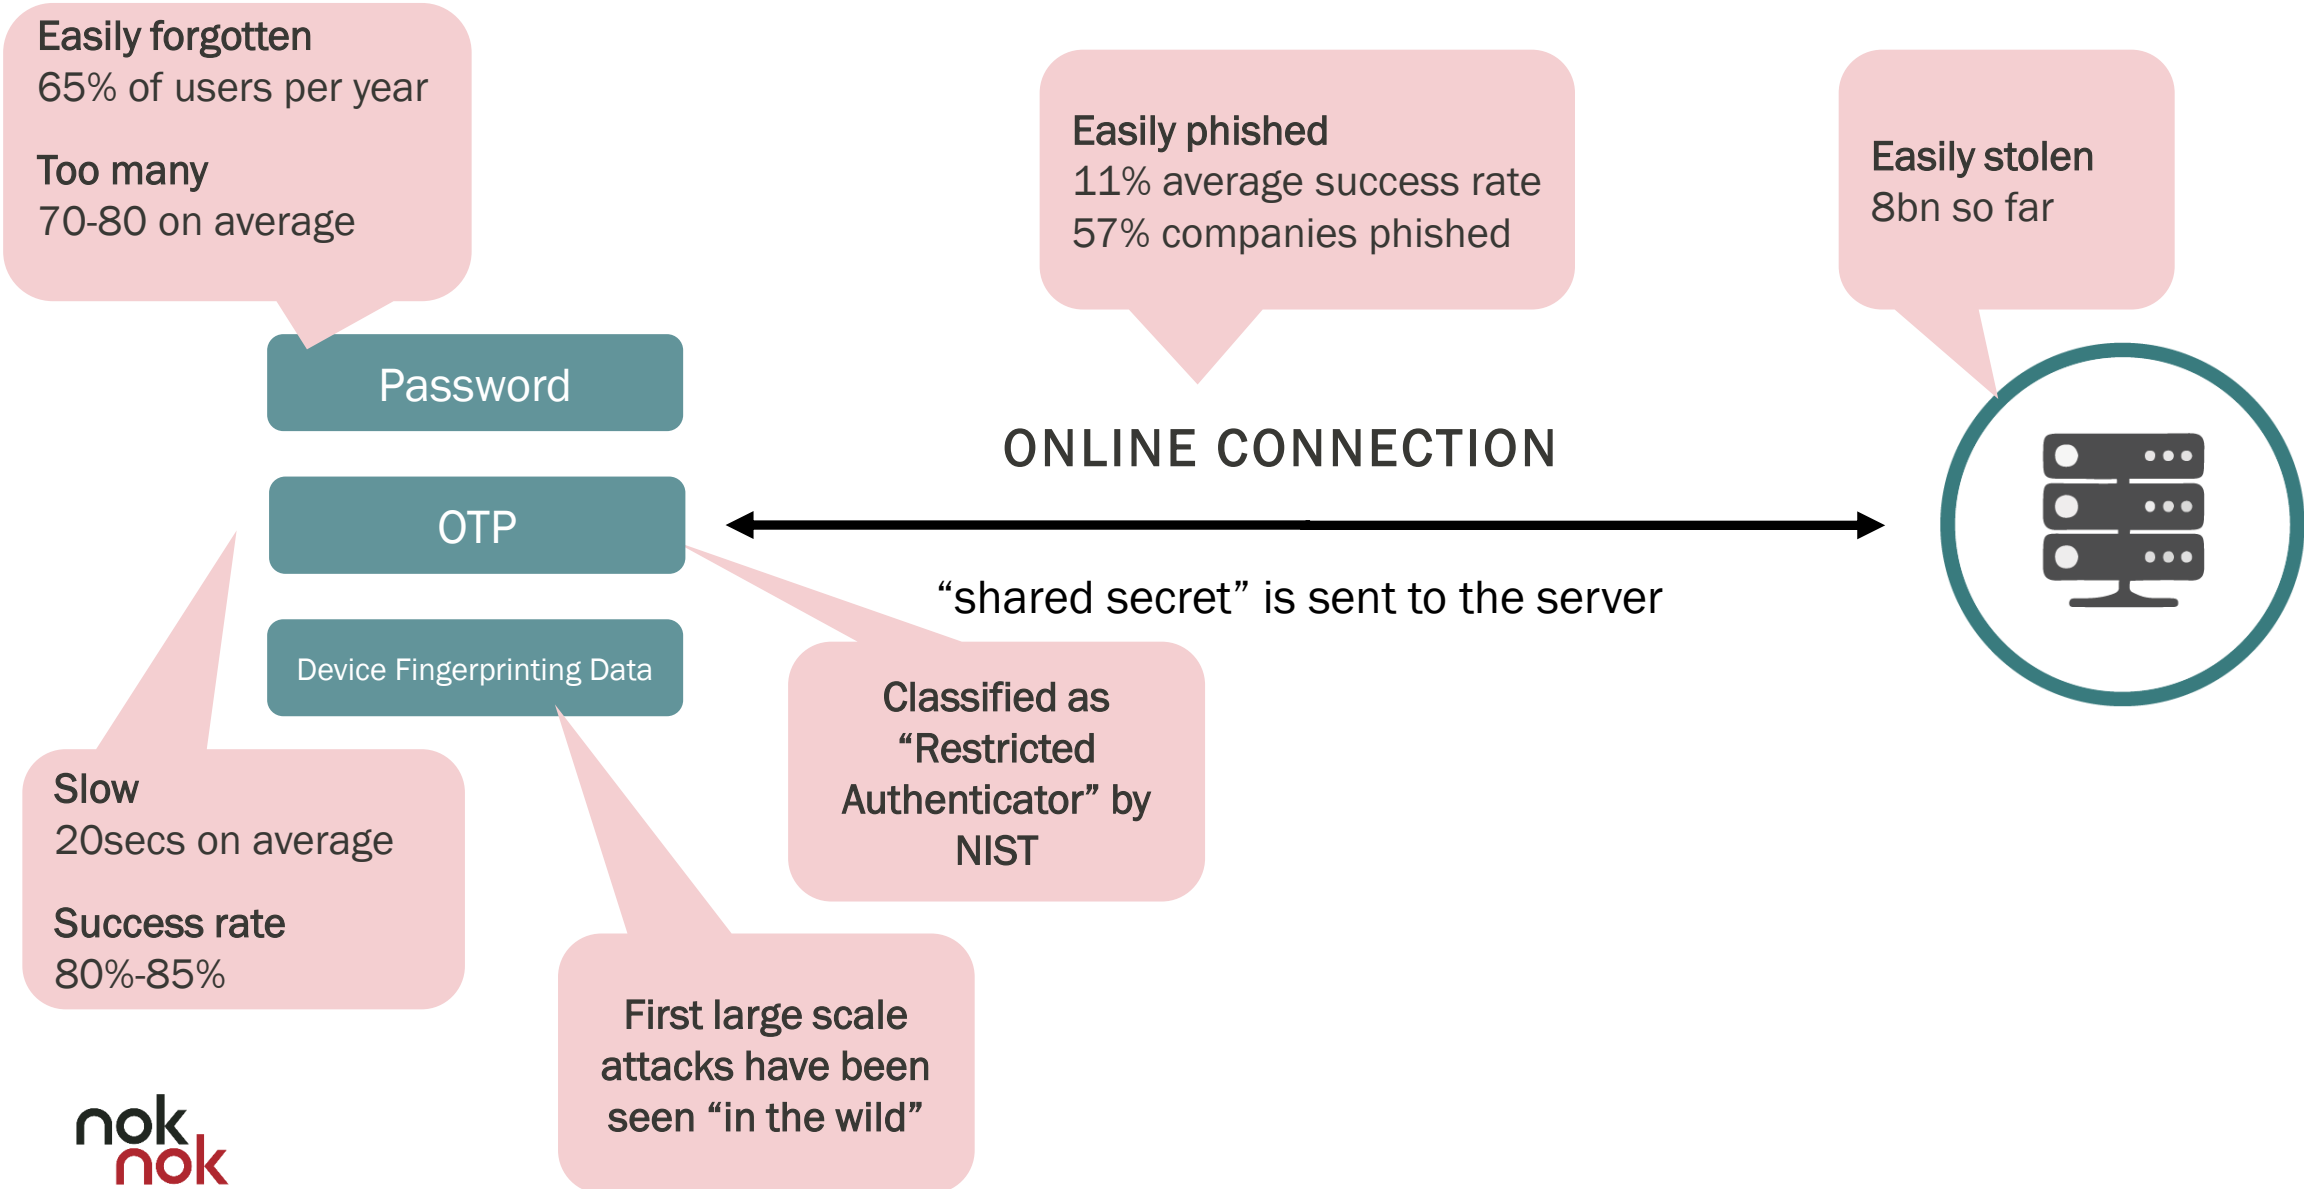 Easily forgotten
65% of users per year
Too many
70-80 on average
Easily phished
11% average success rate
57% companies phished
Easily stolen
8bn so far
Password
ONLINE CONNECTION
OTP
“shared secret” is sent to the server
Device Fingerprinting Data
Classified as
“Restricted
Authenticator” by
NIST
Slow
20secs on average
Success rate
80%-85%
First large scale
attacks have been
seen “in the wild”
nok
nok